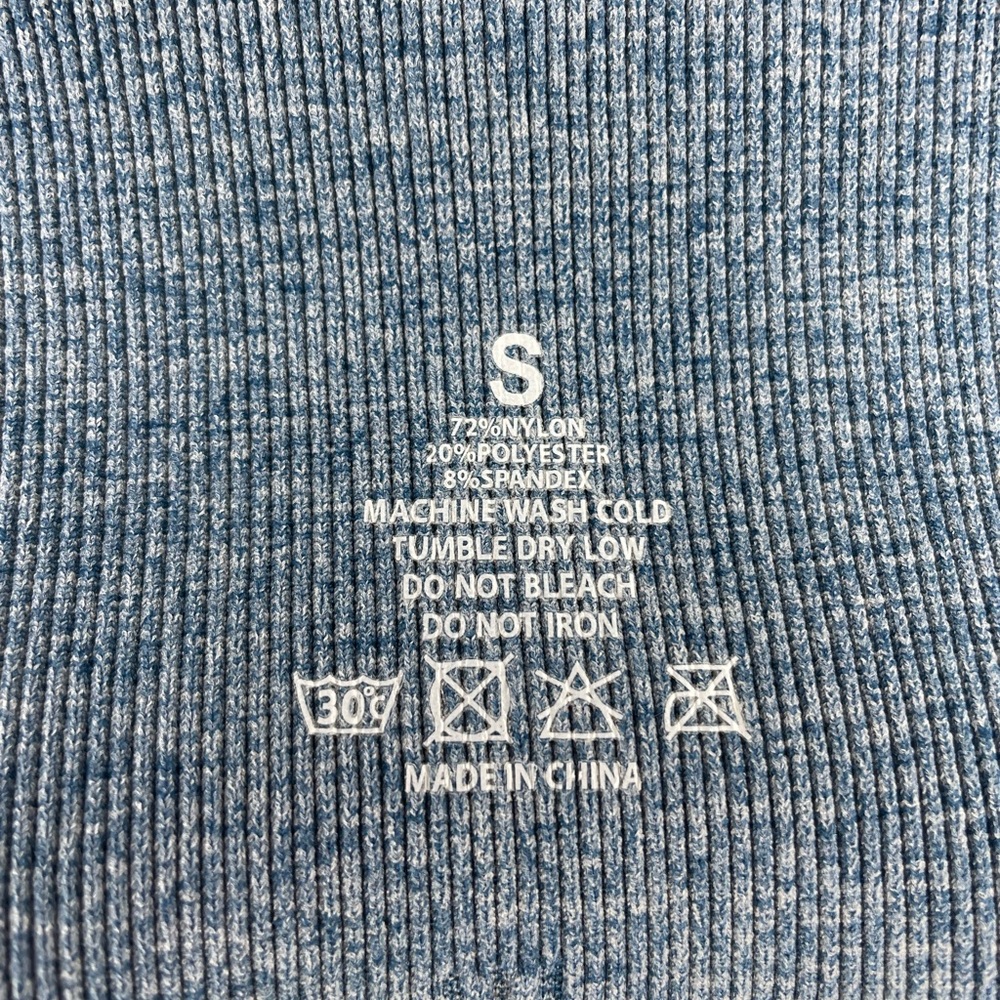 S
72%NYLON
20%POLYESTER
8%SPANDEX
MACHINE WASH COLD
TUMBLE DRY LOW
DO NOT BLEACH
DO NOT IRON
30°C
MADE IN CHINA